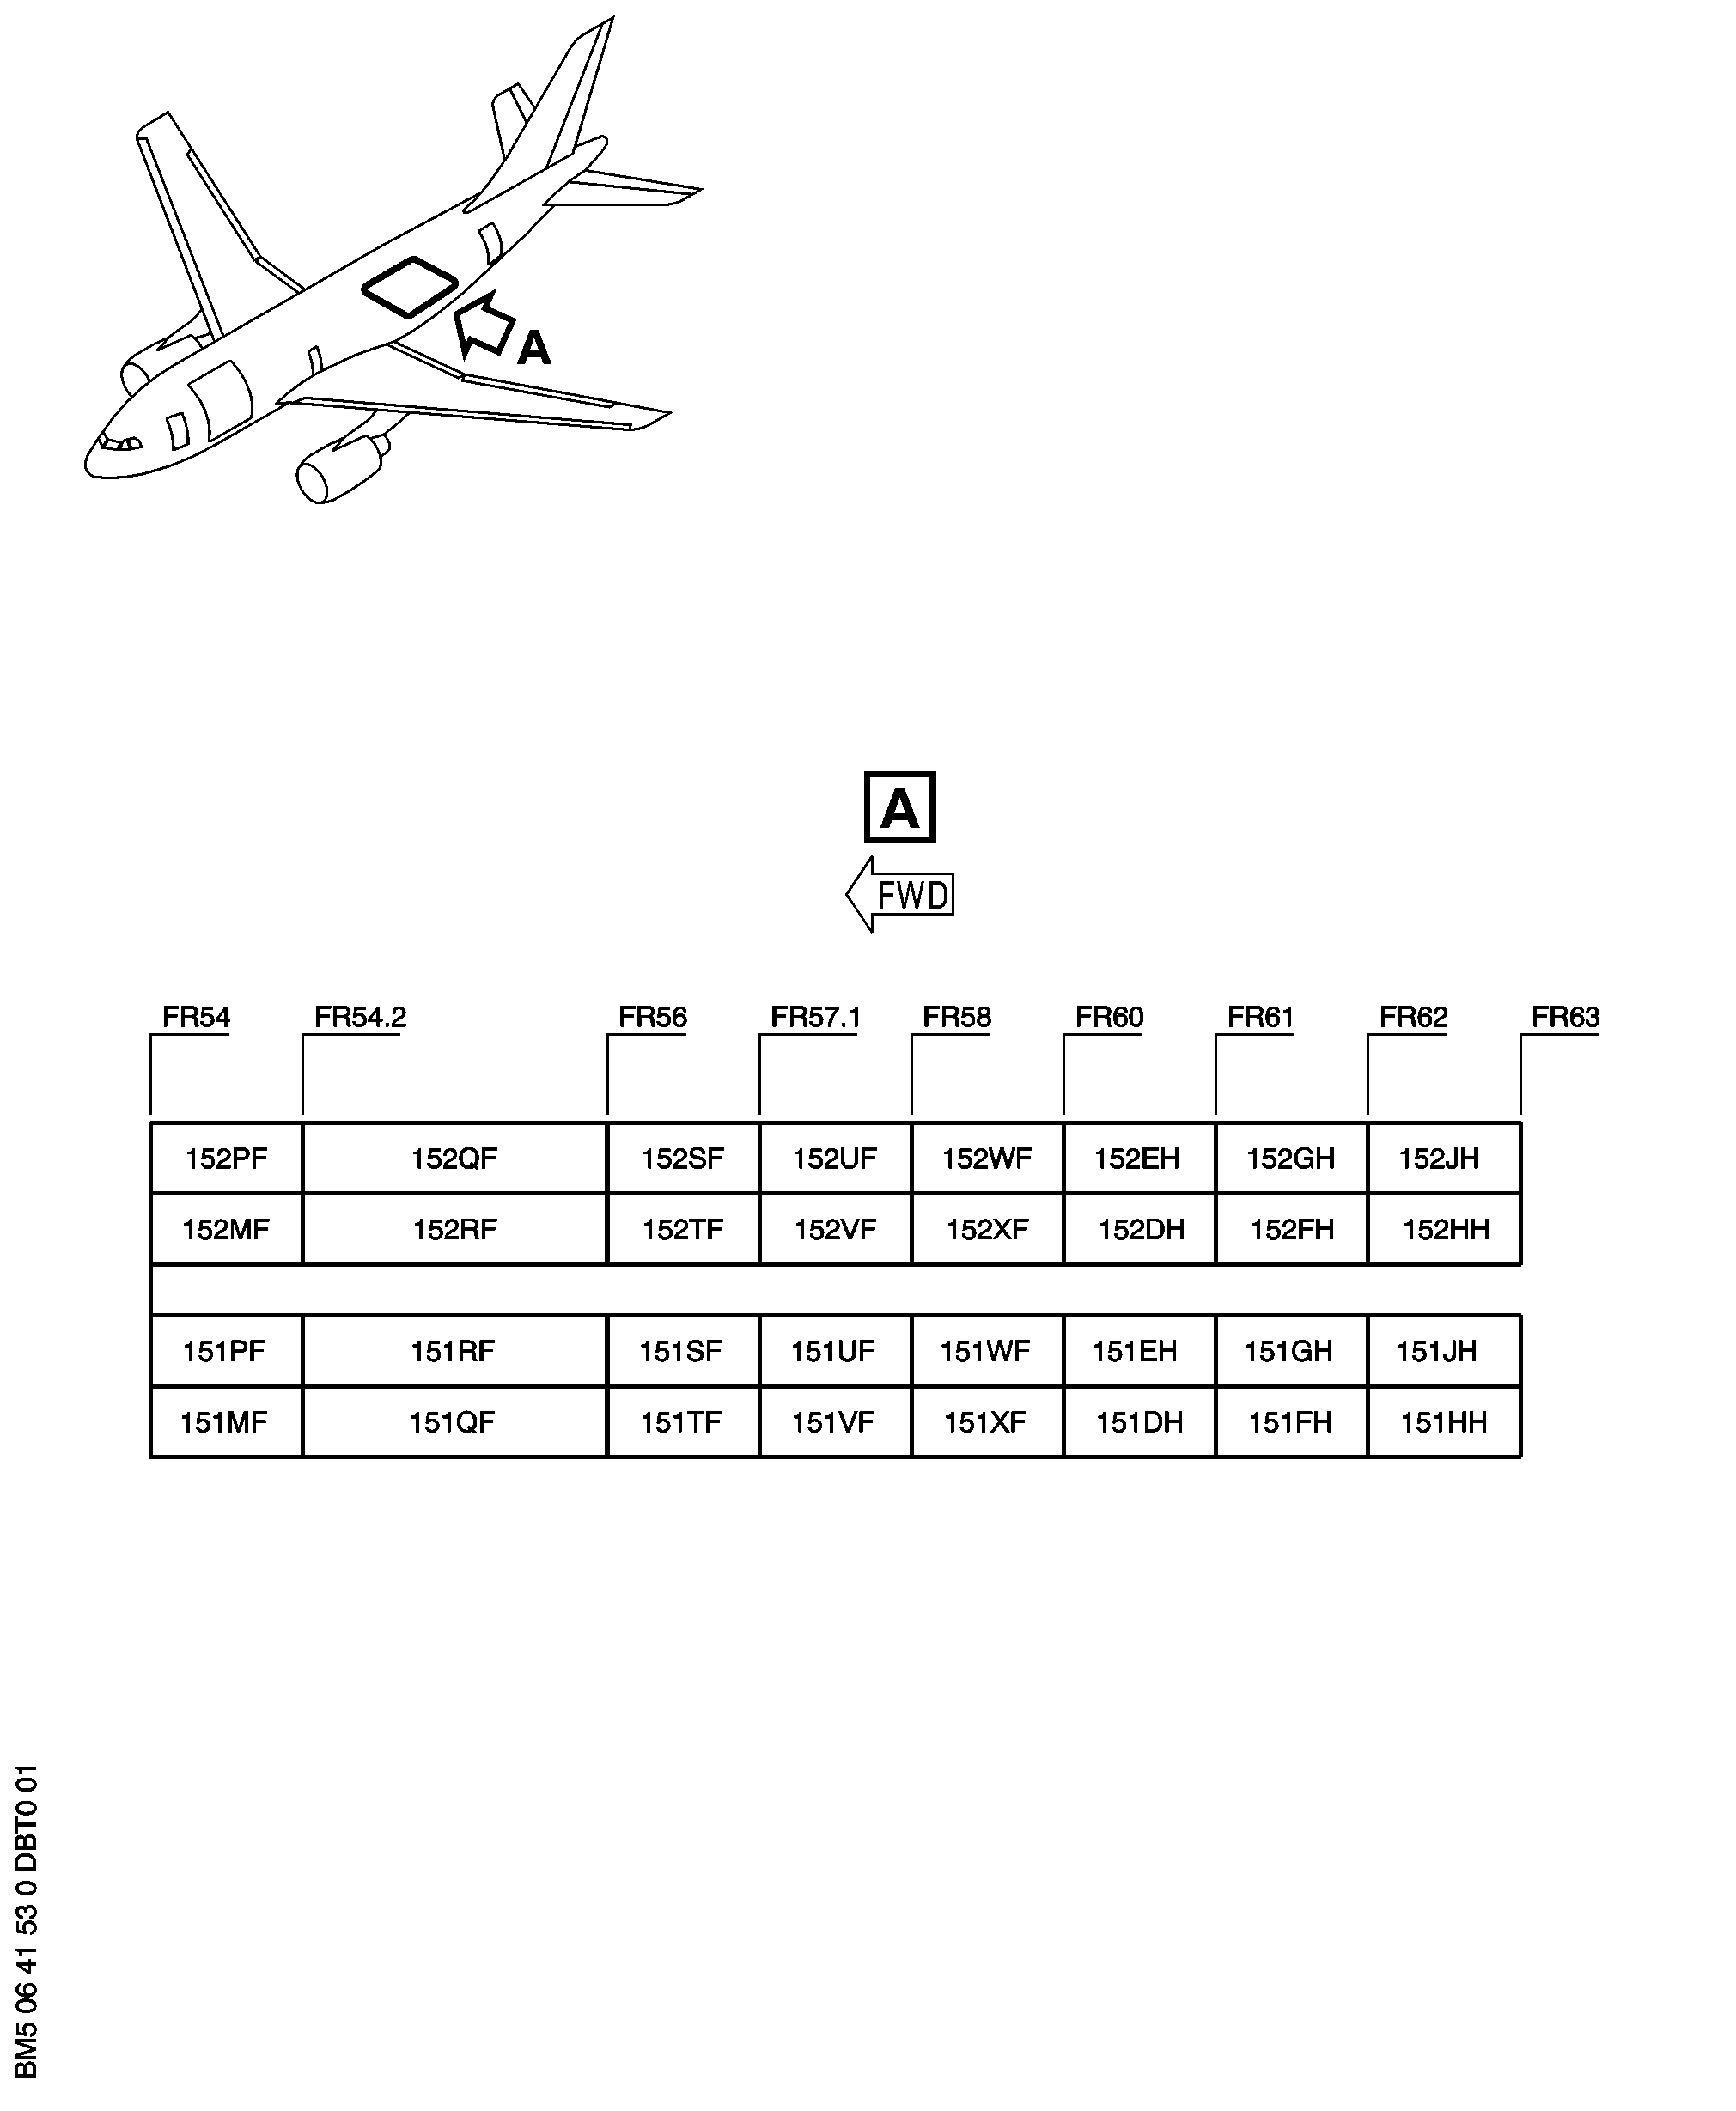 A
A
FWD
FR54 FR54.2 FR56 FR57.1 FR58 FR60 FR61 FR62 FR63
152PF 152QF 152SF 152UF 152WF 152EH 152GH 152JH
152MF 152RF 152TF 152VF 152XF 152DH 152FH 152HH
151PF 151RF 151SF 151UF 151WF 151EH 151GH 151JH
151MF 151QF 151TF 151VF 151XF 151DH 151FH 151HH
BM5 06 41 53 0 DBT0 01